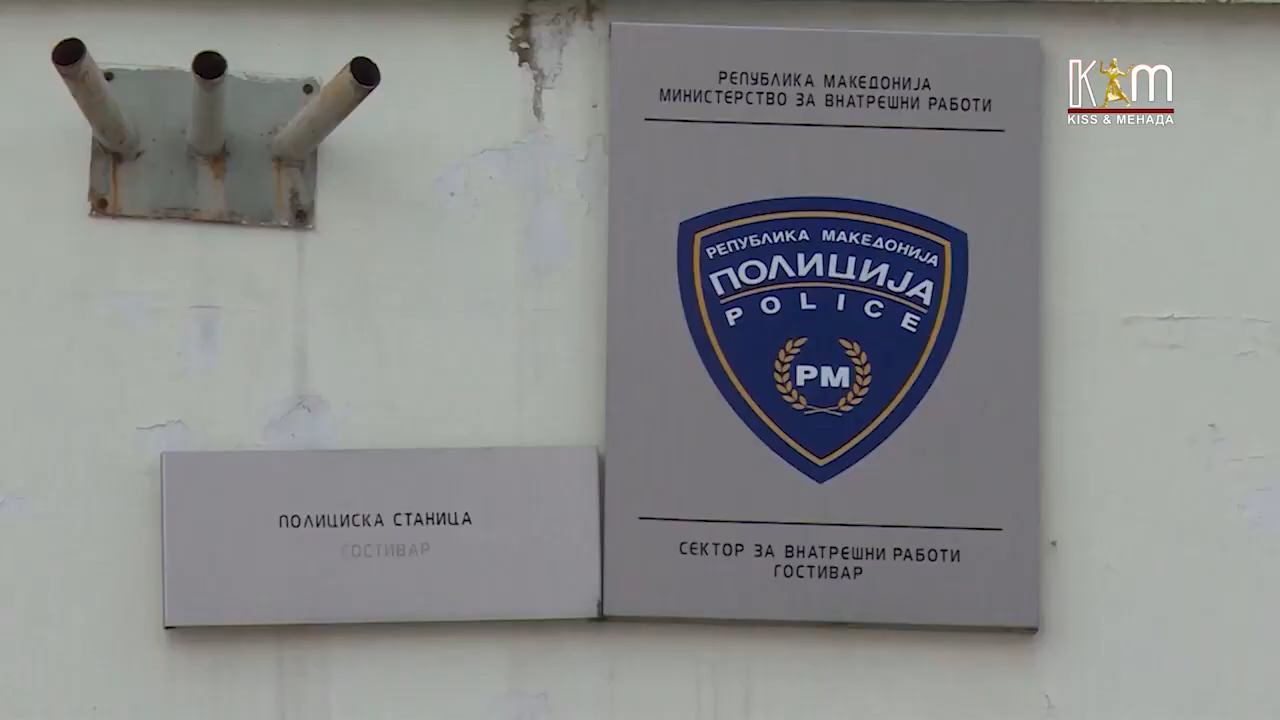 РЕПУБЛИКА МАКЕДОНИЈА
МИНИСТЕРСТВО ЗА ВНАТРЕШНИ РАБОТИ
РЕПУБЛИКА МАКЕДОНИЈА
ПОЛИЦИЈА
POLICE
РМ
СЕКТОР ЗА ВНАТРЕШНИ РАБОТИ
ГОСТИВАР
ПОЛИЦИСКА СТАНИЦА
ГОСТИВАР
K M
KISS & МЕНАДА